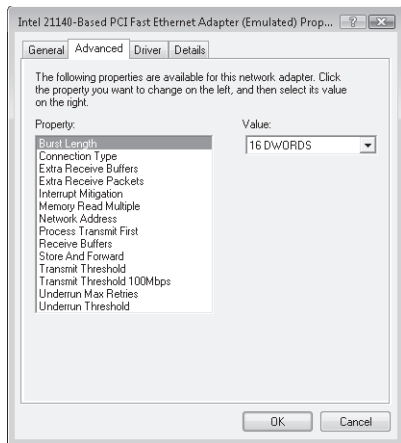 Intel 21140-Based PCI Fast Ethernet Adapter (Emulated) Prop...
General Advanced Driver Details
The following properties are available for this network adapter. Click
the property you want to change on the left, and then select its value
on the right.
Property: Value:
Burst Length 16 DWORDS
Connection Type
Extra Receive Buffers
Extra Receive Packets
Interrupt Mitigation
Memory Read Multiple
Network Address
Process Transmit First
Receive Buffers
Store And Forward
Transmit Threshold
Transmit Threshold 100Mbps
Underrun Max Retries
Underrun Threshold
OK Cancel